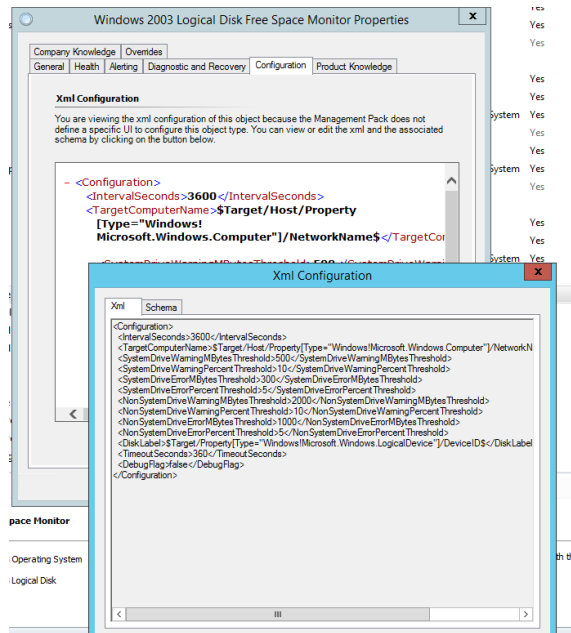 Windows 2003 Logical Disk Free Space Monitor Properties
x
Yes
Yes
Company Knowledge Overrides
General Health Alerting Diagnostic and Recovery Configuration Product Knowledge
Yes
Xml Configuration
Yes
You are viewing the xml configuration of this object because the Management Pack does not
define a specific UI to configure this object type. You can view or edit the xml and the associated
schema by clicking on the button below.
System Yes
Yes
Yes
System Yes
Yes
- <Configuration>
<IntervalSeconds>3600</IntervalSeconds>
<TargetComputerName>$Target/Host/Property
[Type="Windows!
Microsoft.Windows.Computer"]/NetworkName$</TargetCor
Yes
Yes
<SystemDriveWarningMBytesThreshold>500</SystemDriveWarni
System Yes
Xml Configuration
x
Xml Schema
<Configuration>
<IntervalSeconds>3600</IntervalSeconds>
<TargetComputerName>$Target/Host/Property[Type="Windows!Microsoft.Windows.Computer"]/NetworkN
<SystemDriveWarningMBytesThreshold>500</SystemDriveWarningMBytesThreshold>
<SystemDriveWarningPercentThreshold>10</SystemDriveWarningPercentThreshold>
<SystemDriveErrorMBytesThreshold>300</SystemDriveErrorMBytesThreshold>
<SystemDriveErrorPercentThreshold>5</SystemDriveErrorPercentThreshold>
<NonSystemDriveWarningMBytesThreshold>2000</NonSystemDriveWarningMBytesThreshold>
<NonSystemDriveWarningPercentThreshold>10</NonSystemDriveWarningPercentThreshold>
<NonSystemDriveErrorMBytesThreshold>1000</NonSystemDriveErrorMBytesThreshold>
<NonSystemDriveErrorPercentThreshold>5</NonSystemDriveErrorPercentThreshold>
<DiskLabel>$Target/Property[Type="Windows!Microsoft.Windows.LogicalDevice"]/DeviceID$</DiskLabel
<TimeoutSeconds>360</TimeoutSeconds>
<DebugFlag>false</DebugFlag>
</Configuration>
pace Monitor
Operating System
th th
Logical Disk